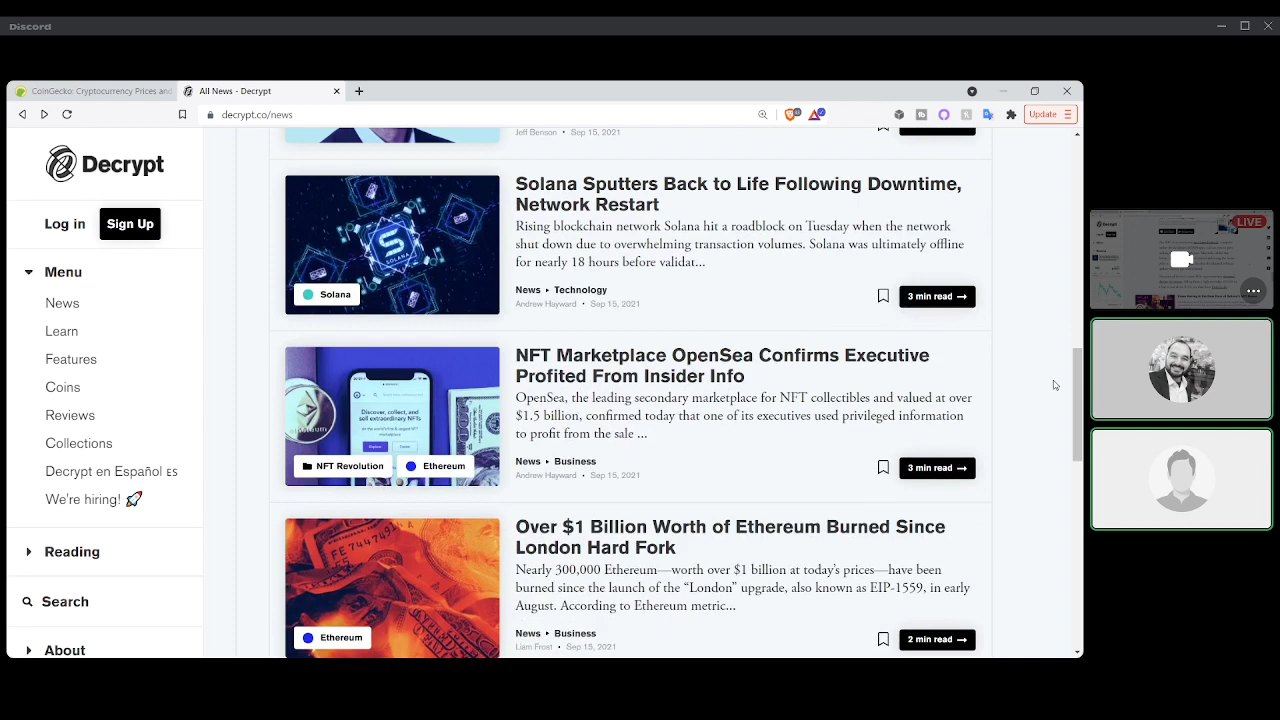 Discord
CoinGecko: Cryptocurrency Prices and
All News - Decrypt
decrypt.co/news
Update
Decrypt
Log in
Sign Up
Menu
News
Learn
Features
Coins
Reviews
Collections
Decrypt en Español ᴇs
We're hiring! 🚀
Reading
Search
About
Jeff Benson • Sep 15, 2021
Solana
Solana Sputters Back to Life Following Downtime,
Network Restart
Rising blockchain network Solana hit a roadblock on Tuesday when the network
shut down due to overwhelming transaction volumes. Solana was ultimately offline
for nearly 18 hours before validat...
News ▸ Technology
Andrew Hayward • Sep 15, 2021
3 min read →
SOLANA
NFT Marketplace OpenSea Confirms Executive
Profited From Insider Info
OpenSea, the leading secondary marketplace for NFT collectibles and valued at over
$1.5 billion, confirmed today that one of its executives used privileged information
to profit from the sale ...
News ▸ Business
Andrew Hayward • Sep 15, 2021
3 min read →
Discover, collect, and
sell extraordinary NFTs
NFT Revolution
Ethereum
Over $1 Billion Worth of Ethereum Burned Since
London Hard Fork
Nearly 300,000 Ethereum—worth over $1 billion at today's prices—have been
burned since the launch of the “London” upgrade, also known as EIP-1559, in early
August. According to Ethereum metric...
News ▸ Business
Liam Frost • Sep 15, 2021
2 min read →
Ethereum
LIVE